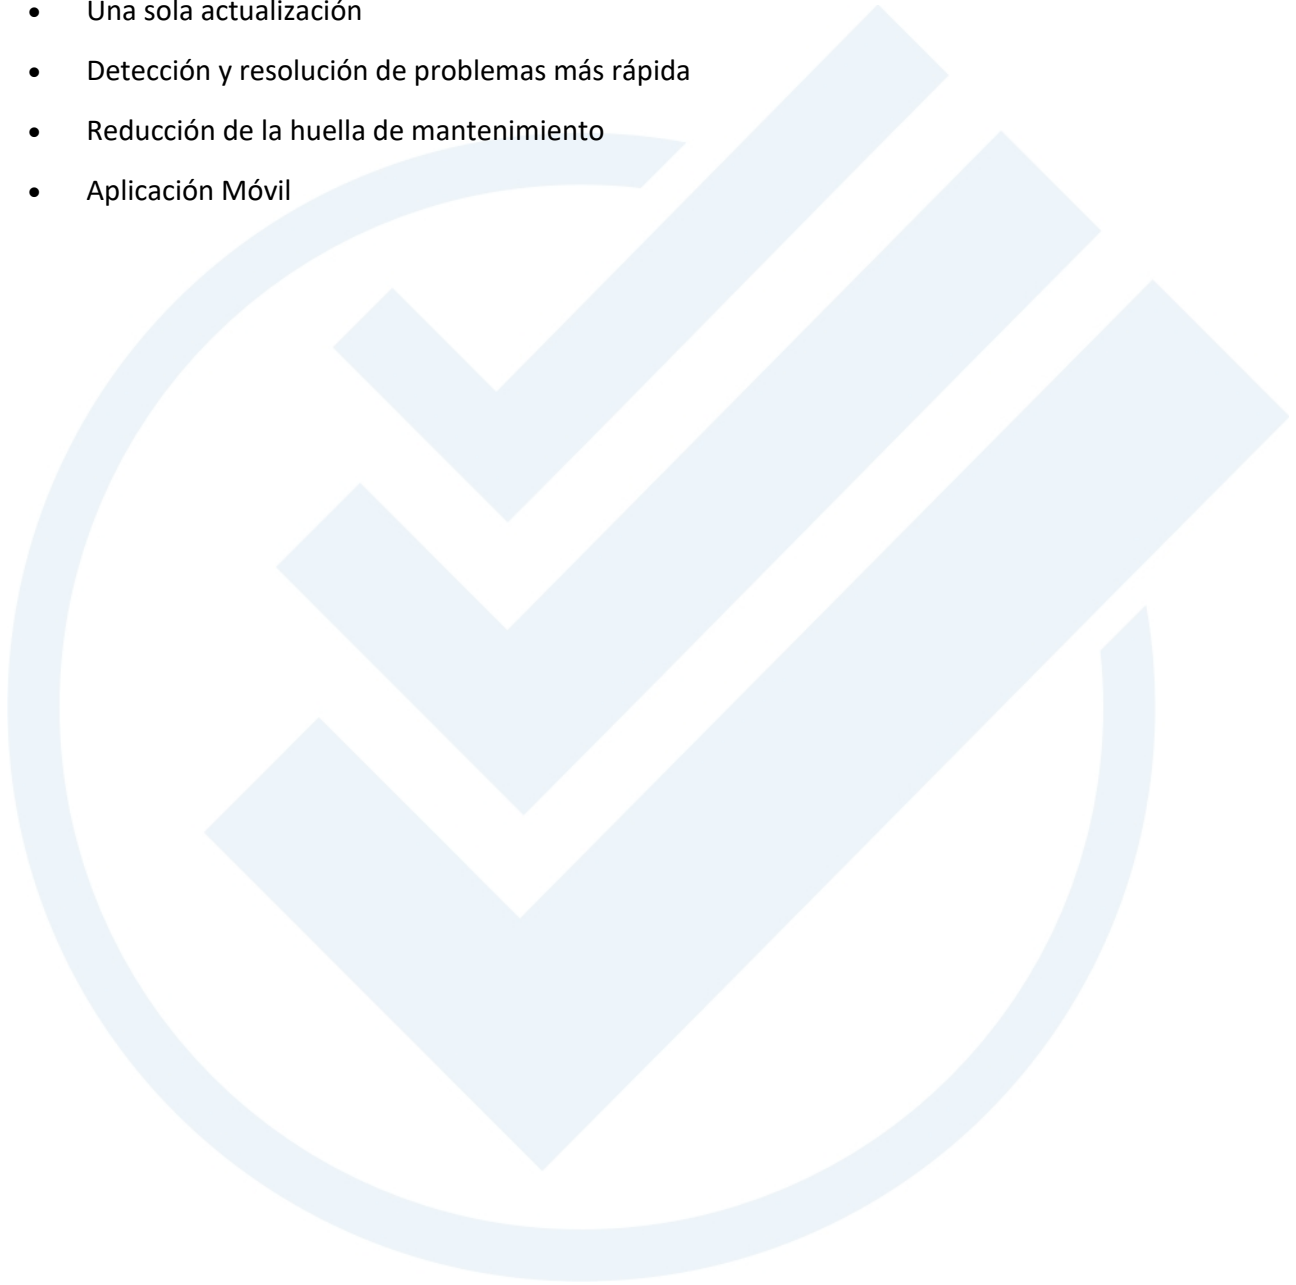 • Una sola actualización
• Detección y resolución de problemas más rápida
• Reducción de la huella de mantenimiento
• Aplicación Móvil